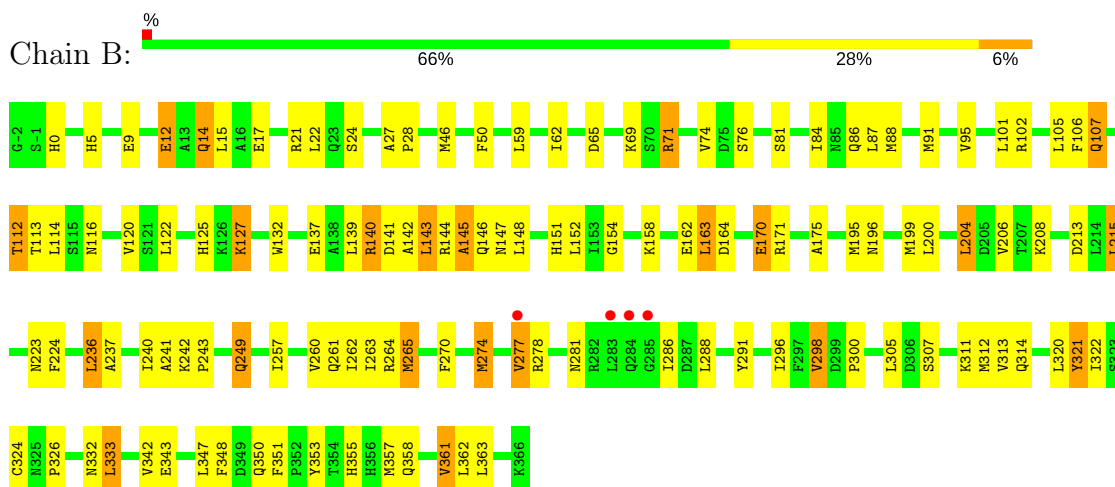 %
Chain B:
66% 28% 6%
G-2 S-1 H0 H5 E9 E12 A13 Q14 L15 A16 E17 R21 L22 Q23 S24 A27 P28 M46 F50 L59 I62 D65 K69 S70 R71 V74 D75 S76 S81 I84 N85 Q86 L87 M88 M91 V95 L101 R102 L105 F106 Q107
T112 T113 L114 S115 N116 V120 S121 L122 H125 K126 K127 W132 E137 A138 L139 R140 D141 A142 L143 R144 A145 Q146 N147 L148 H151 L152 I153 G154 K158 E162 L163 D164 E170 R171 A175 M195 N196 M199 L200 L204 D205 V206 T207 K208 D213 L214 L215
N223 F224 L236 A237 I240 A241 K242 P243 Q249 I257 V260 Q261 I262 I263 R264 M265 F270 M274 V277 R278 N281 R282 L283 Q284 G285 I286 D287 L288 Y291 I296 F297 V298 D299 P300 L305 D306 S307 K311 M312 V313 Q314 L320 Y321 I322 S323
C324 N325 P326 N332 L333 V342 E343 L347 F348 D349 Q350 F351 P352 Y353 T354 H355 H356 M357 Q358 V361 L362 L363 K366